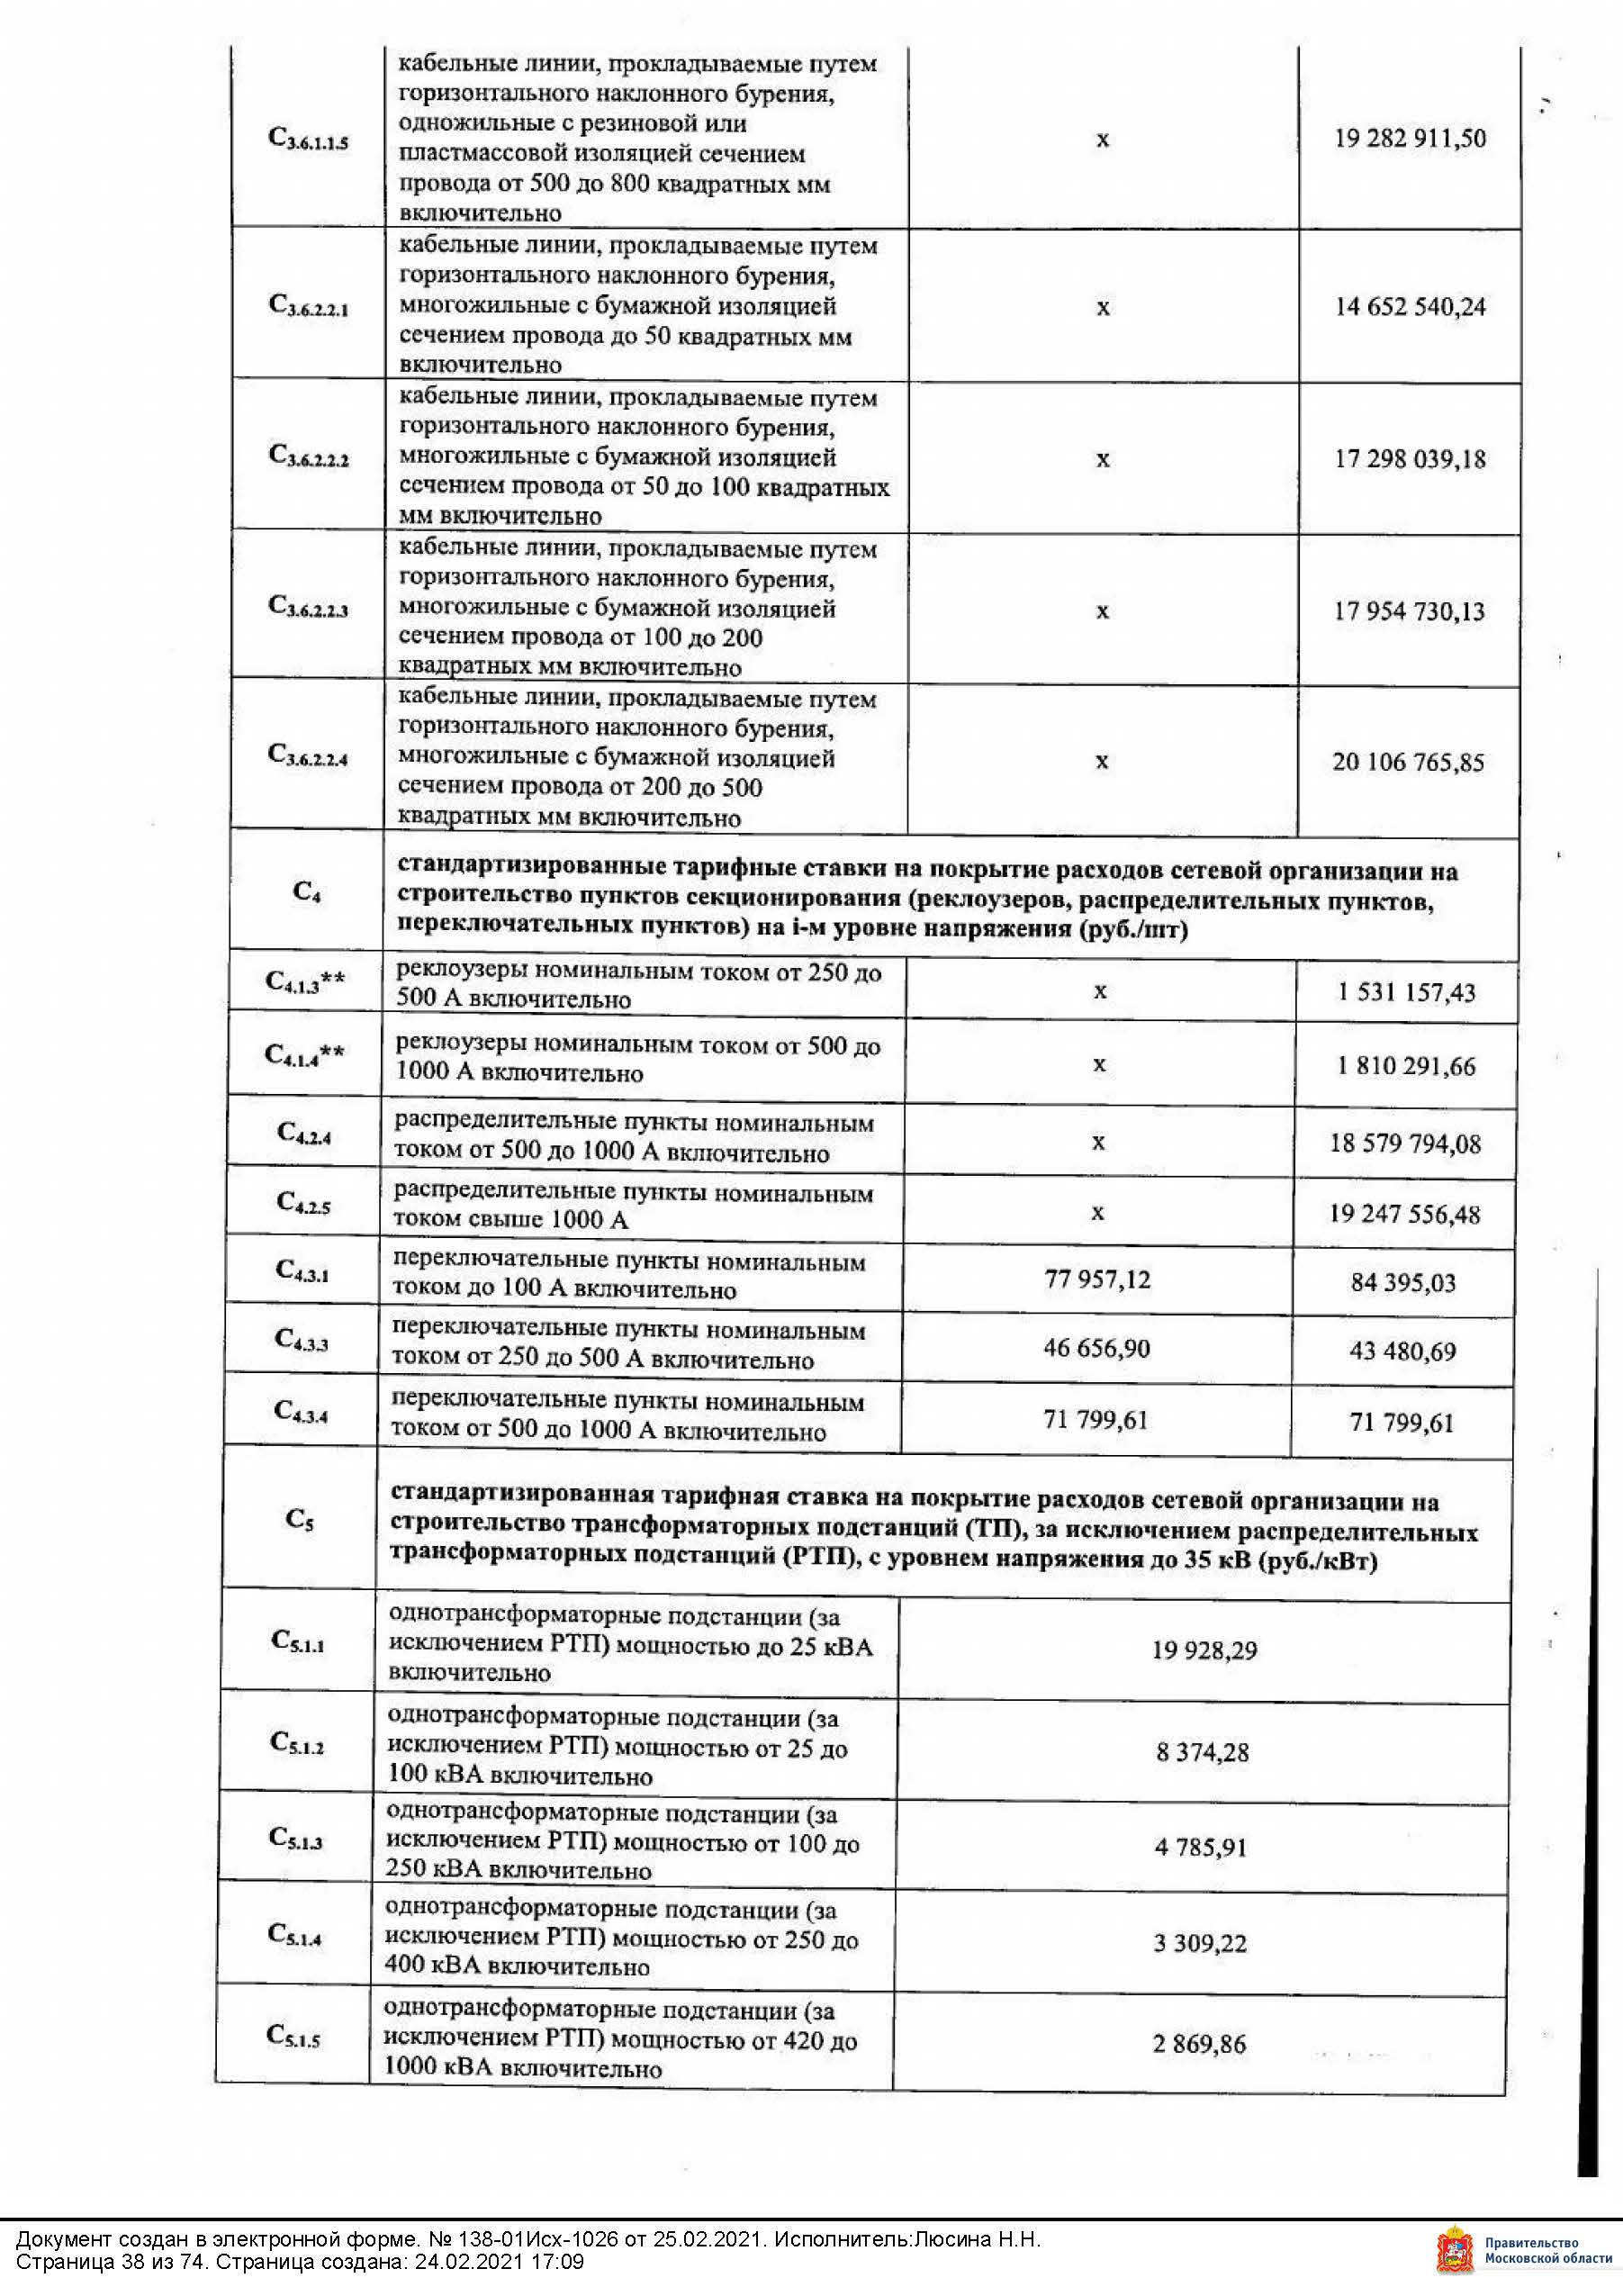 кабельные линии, прокладываемые путем
горизонтального наклонного бурения,
одножильные с резиновой или
пластмассовой изоляцией сечением
провода от 500 до 800 квадратных мм
включительно
С3.6.1.1.5
х
19 282 911,50
кабельные линии, прокладываемые путем
горизонтального наклонного бурения,
многожильные с бумажной изоляцией
сечением провода до 50 квадратных мм
включительно
С3.6.2.2.1
х
14 652 540,24
кабельные линии, прокладываемые путем
горизонтального наклонного бурения,
многожильные с бумажной изоляцией
сечением провода от 50 до 100 квадратных
мм включительно
С3.6.2.2.2
х
17 298 039,18
кабельные линии, прокладываемые путем
горизонтального наклонного бурения,
многожильные с бумажной изоляцией
сечением провода от 100 до 200
квадратных мм включительно
С3.6.2.2.3
х
17 954 730,13
кабельные линии, прокладываемые путем
горизонтального наклонного бурения,
многожильные с бумажной изоляцией
сечением провода от 200 до 500
квадратных мм включительно
С3.6.2.2.4
х
20 106 765,85
С4
стандартизированные тарифные ставки на покрытие расходов сетевой организации на
строительство пунктов секционирования (реклоузеров, распределительных пунктов,
переключательных пунктов) на i-м уровне напряжения (руб./шт)
С4.1.3**
реклоузеры номинальным током от 250 до
500 А включительно
х
1 531 157,43
С4.1.4**
реклоузеры номинальным током от 500 до
1000 А включительно
х
1 810 291,66
С4.2.4
распределительные пункты номинальным
током от 500 до 1000 А включительно
х
18 579 794,08
С4.2.5
распределительные пункты номинальным
током свыше 1000 А
х
19 247 556,48
С4.3.1
переключательные пункты номинальным
током до 100 А включительно
77 957,12
84 395,03
С4.3.3
переключательные пункты номинальным
током от 250 до 500 А включительно
46 656,90
43 480,69
С4.3.4
переключательные пункты номинальным
током от 500 до 1000 А включительно
71 799,61
71 799,61
С5
стандартизированная тарифная ставка на покрытие расходов сетевой организации на
строительство трансформаторных подстанций (ТП), за исключением распределительных
трансформаторных подстанций (РТП), с уровнем напряжения до 35 кВ (руб./кВт)
С5.1.1
однотрансформаторные подстанции (за
исключением РТП) мощностью до 25 кВА
включительно
19 928,29
С5.1.2
однотрансформаторные подстанции (за
исключением РТП) мощностью от 25 до
100 кВА включительно
8 374,28
С5.1.3
однотрансформаторные подстанции (за
исключением РТП) мощностью от 100 до
250 кВА включительно
4 785,91
С5.1.4
однотрансформаторные подстанции (за
исключением РТП) мощностью от 250 до
400 кВА включительно
3 309,22
С5.1.5
однотрансформаторные подстанции (за
исключением РТП) мощностью от 420 до
1000 кВА включительно
2 869,86
Документ создан в электронной форме. № 138-01Исх-1026 от 25.02.2021. Исполнитель:Люсина Н.Н.
Страница 38 из 74. Страница создана: 24.02.2021 17:09
Правительство
Московской области